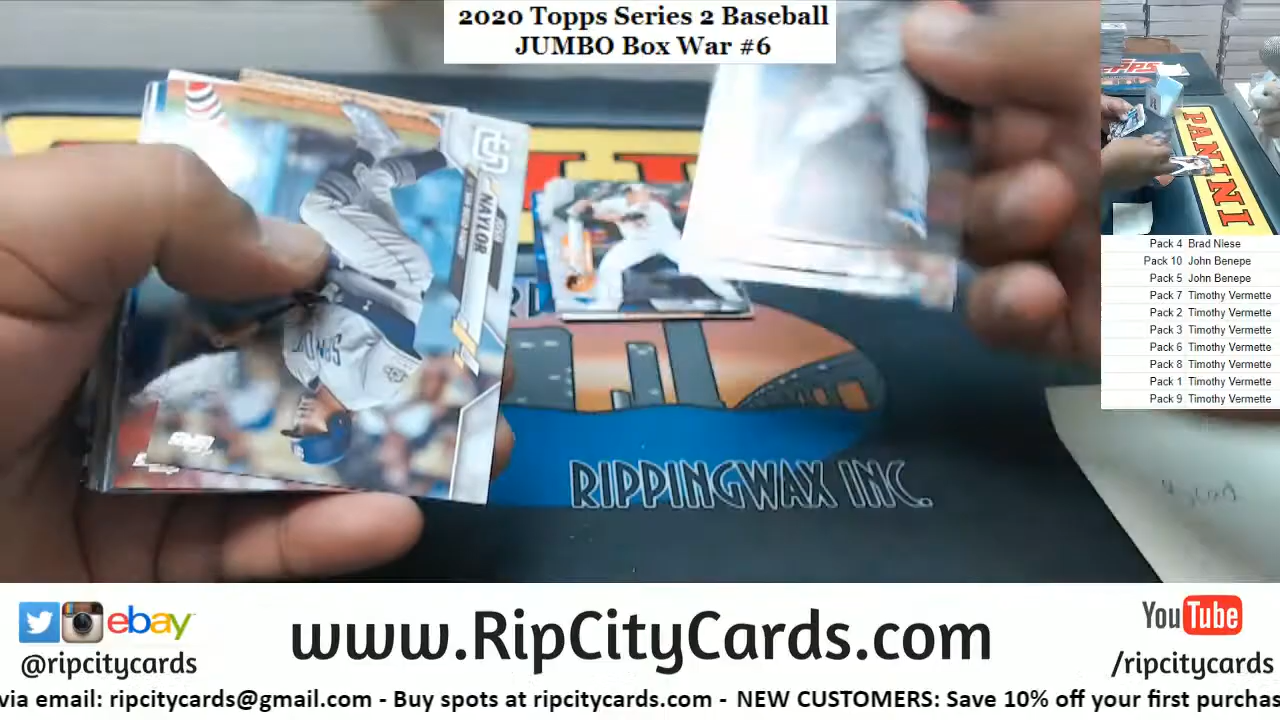 2020 Topps Series 2 Baseball
JUMBO Box War #6
NAYLOR
PANINI
RIPPINGWAX INC.
Pack 4 Brad Niese
Pack 10 John Benepe
Pack 5 John Benepe
Pack 7 Timothy Vermette
Pack 2 Timothy Vermette
Pack 3 Timothy Vermette
Pack 6 Timothy Vermette
Pack 8 Timothy Vermette
Pack 1 Timothy Vermette
Pack 9 Timothy Vermette
ebay
@ripcitycards
www.RipCityCards.com
YouTube
/ripcitycards
via email: ripcitycards@gmail.com - Buy spots at ripcitycards.com - NEW CUSTOMERS: Save 10% off your first purchas